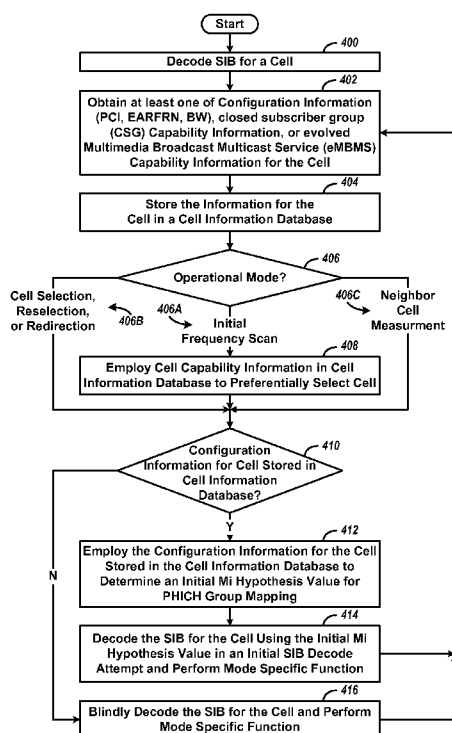 Start
400
Decode SIB for a Cell
402
Obtain at least one of Configuration Information
(PCI, EARFRN, BW), closed subscriber group
(CSG) Capability Information, or evolved
Multimedia Broadcast Multicast Service (eMBMS)
Capability Information for the Cell
404
Store the Information for the
Cell in a Cell Information Database
406
Operational Mode?
Cell Selection,
Reselection,
or Redirection
406B
406A
Initial
Frequency Scan
406C
Neighbor
Cell
Measurment
408
Employ Cell Capability Information in Cell
Information Database to Preferentially Select Cell
410
Configuration
Information for Cell Stored in
Cell Information
Database?
Y
N
412
Employ the Configuration Information for the Cell
Stored in the Cell Information Database to
Determine an Initial Mi Hypothesis Value for
PHICH Group Mapping
414
Decode the SIB for the Cell Using the Initial Mi
Hypothesis Value in an Initial SIB Decode
Attempt and Perform Mode Specific Function
416
Blindly Decode the SIB for the Cell and Perform
Mode Specific Function